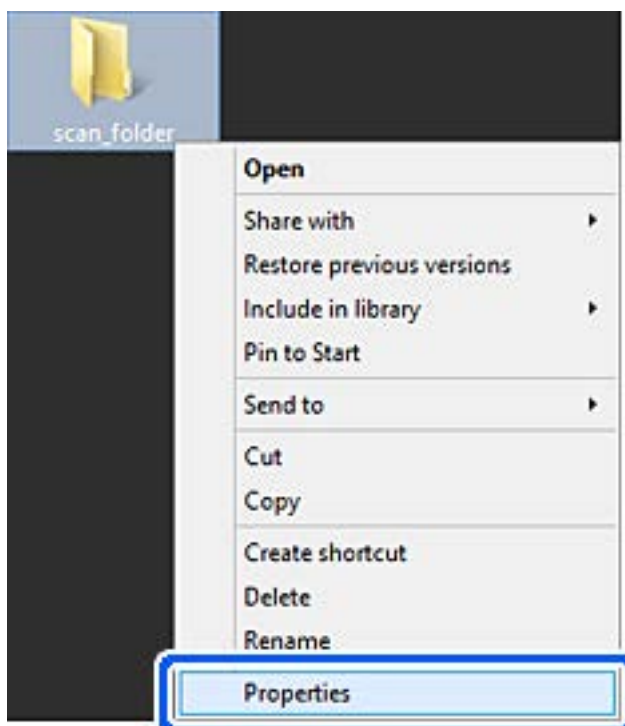 scan_folder
Open
Share with
Restore previous versions
Include in library
Pin to Start
Send to
Cut
Copy
Create shortcut
Delete
Rename
Properties